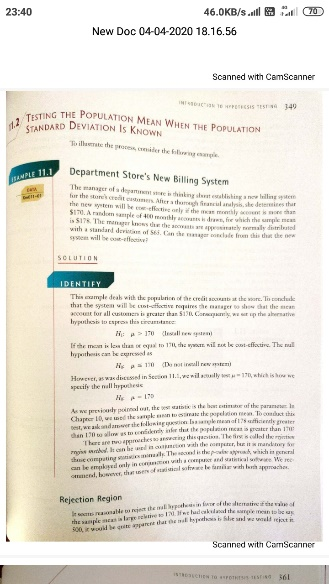 23:40
46.0KB/s
4G
70
New Doc 04-04-2020 18.16.56
Scanned with CamScanner
INTRODUCTION TO HYPOTHESIS TESTING 349
11.2 TESTING THE POPULATION MEAN WHEN THE POPULATION
STANDARD DEVIATION IS KNOWN
To illustrate the process, consider the following example.
EXAMPLE 11.1 Department Store's New Billing System
DATA
Xm11-01
The manager of a department store is thinking about establishing a new billing system
for the store's credit customers. After a thorough financial analysis, she determines that
the new system will be cost-effective only if the mean monthly account is more than
$170. A random sample of 400 monthly accounts is drawn, for which the sample mean
is $178. The manager knows that the accounts are approximately normally distributed
with a standard deviation of $65. Can the manager conclude from this that the new
system will be cost-effective?
SOLUTION
IDENTIFY
This example deals with the population of the credit accounts at the store. To conclude
that the system will be cost-effective requires the manager to show that the mean
account for all customers is greater than $170. Consequently, we set up the alternative
hypothesis to express this circumstance:
H₁: μ > 170 (Install new system)
If the mean is less than or equal to 170, the system will not be cost-effective. The null
hypothesis can be expressed as
(Do not install new system)
However, as was discussed in Section 11.1, we will actually test μ = 170, which is how we
specify the null hypothesis:
H₀: μ = 170
As we previously pointed out, the test statistic is the best estimator of the parameter. In
Chapter 10, we used the sample mean to estimate the population mean. To conduct this
test, we ask and answer the following question: Is a sample mean of 178 sufficiently greater
than 170 to allow us to confidently infer that the population mean is greater than 170?
There are two approaches to answering this question. The first is called the rejection
region method. It can be used in conjunction with the computer, but it is mandatory for
those computing statistics manually. The second is the p-value approach, which in general
can be employed only in conjunction with a computer and statistical software. We rec-
ommend, however, that users of statistical software be familiar with both approaches.
Rejection Region
It seems reasonable to reject the null hypothesis in favor of the alternative if the value of
the sample mean is large relative to 170. If we had calculated the sample mean to be say,
500, it would be quite apparent that the null hypothesis is false and we would reject it.
Scanned with CamScanner
INTRODUCTION TO HYPOTHESIS TESTING 361